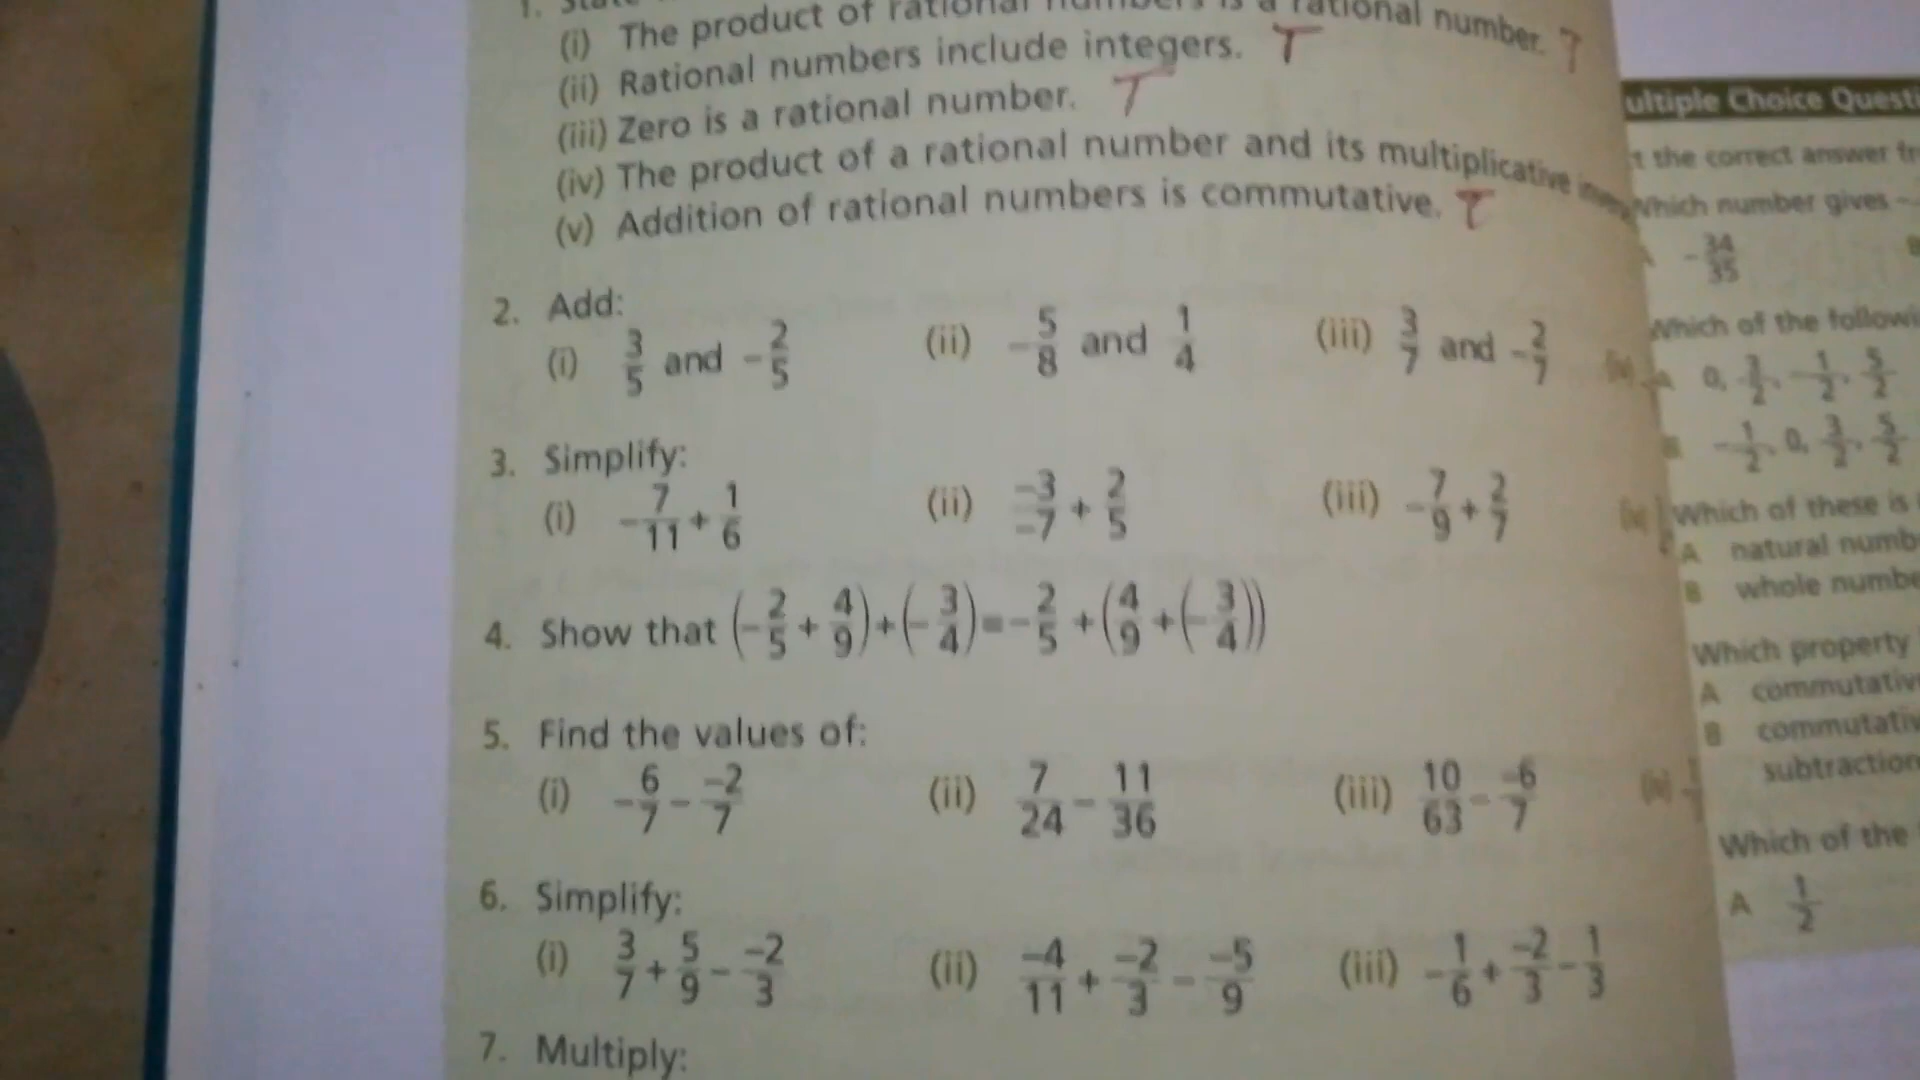 1. State
(i) The product of rational numbers is a rational number. T
(ii) Rational numbers include integers. T
(iii) Zero is a rational number. T
(iv) The product of a rational number and its multiplicative
(v) Addition of rational numbers is commutative. T
2. Add:
(i) 3/5 and -2/5 (ii) -5/8 and 1/4 (iii) 3/7 and -2/7
3. Simplify:
(i) -7/11 + 1/6 (ii) -3/-7 + 2/5 (iii) -7/9 + 2/7
4. Show that (-2/5 + 4/9) + (-3/4) = -2/5 + (4/9 + (-3/4))
5. Find the values of:
(i) -6/7 - -2/7 (ii) 7/24 - 11/36 (iii) 10/63 - -6/7
6. Simplify:
(i) 3/7 + 5/9 - -2/3 (ii) -4/11 + -2/3 - -5/9 (iii) -1/6 + -2/3 - 1/3
7. Multiply:
ultiple Choice Questi
t the correct answer fr
Which number gives -
-34/35
Which of the followi
A 0, 3/2, -1/2, 5/2
B -1/2, 0, 3/2, 5/2
Which of these is
A natural numb
B whole numbe
Which property
A commutativ
B commutativ
subtraction
Which of the
A 1/2